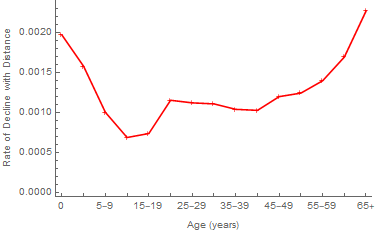 Rate of Decline with Distance
0.0020
0.0015
0.0010
0.0005
0.0000
0 5–9 15–19 25–29 35–39 45–49 55–59 65+
Age (years)